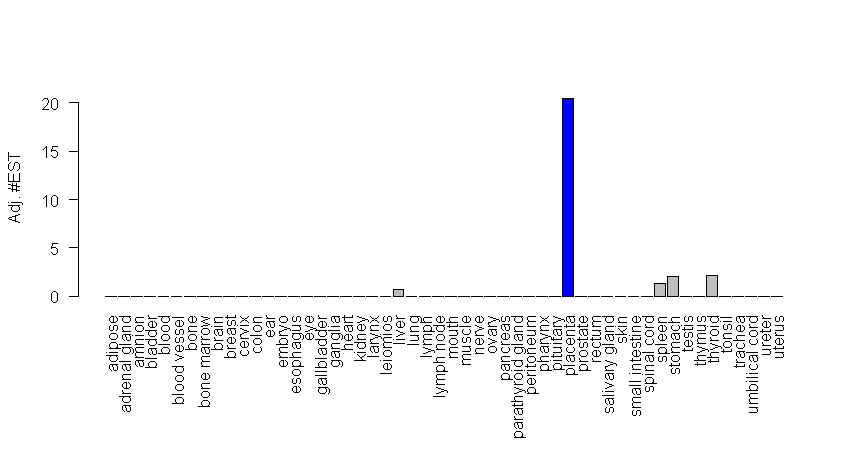 Adj. #EST
20
15
10
5
0
adipose
adrenal gland
amnion
bladder
blood
blood vessel
bone
bone marrow
brain
breast
cervix
colon
ear
embryo
esophagus
eye
gallbladder
ganglia
heart
kidney
larynx
leiomios
liver
lung
lymph
lymph node
mouth
muscle
nerve
ovary
pancreas
parathyroid gland
peritoneum
pharynx
pituitary
placenta
prostate
rectum
salivary gland
skin
small intestine
spinal cord
spleen
stomach
testis
thymus
thyroid
tonsil
trachea
umbilical cord
ureter
uterus